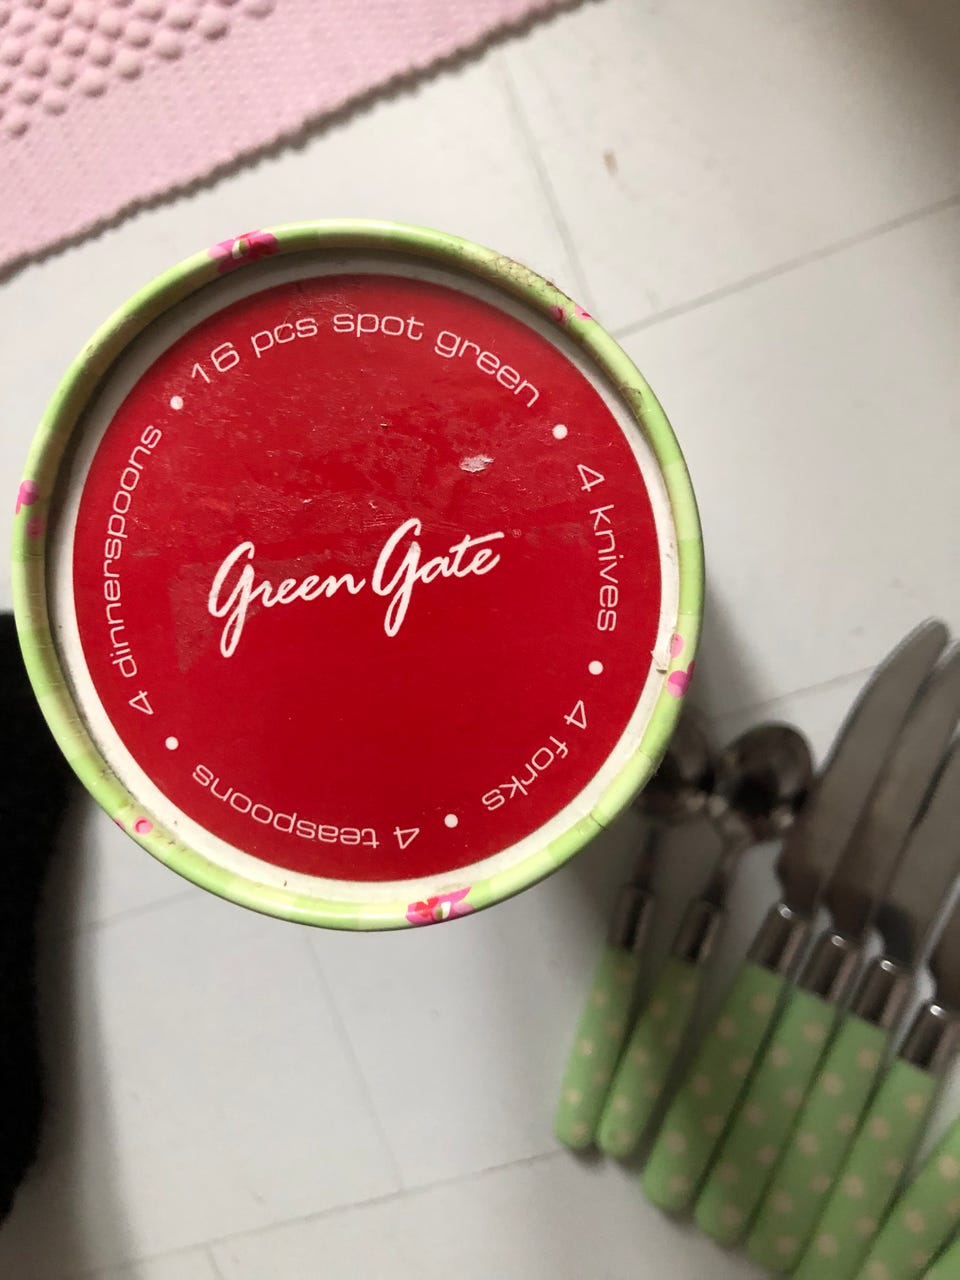 16 pcs spot green
• 4 knives
• 4 forks
• 4 teaspoons
• 4 dinnerspoons •
Green Gate